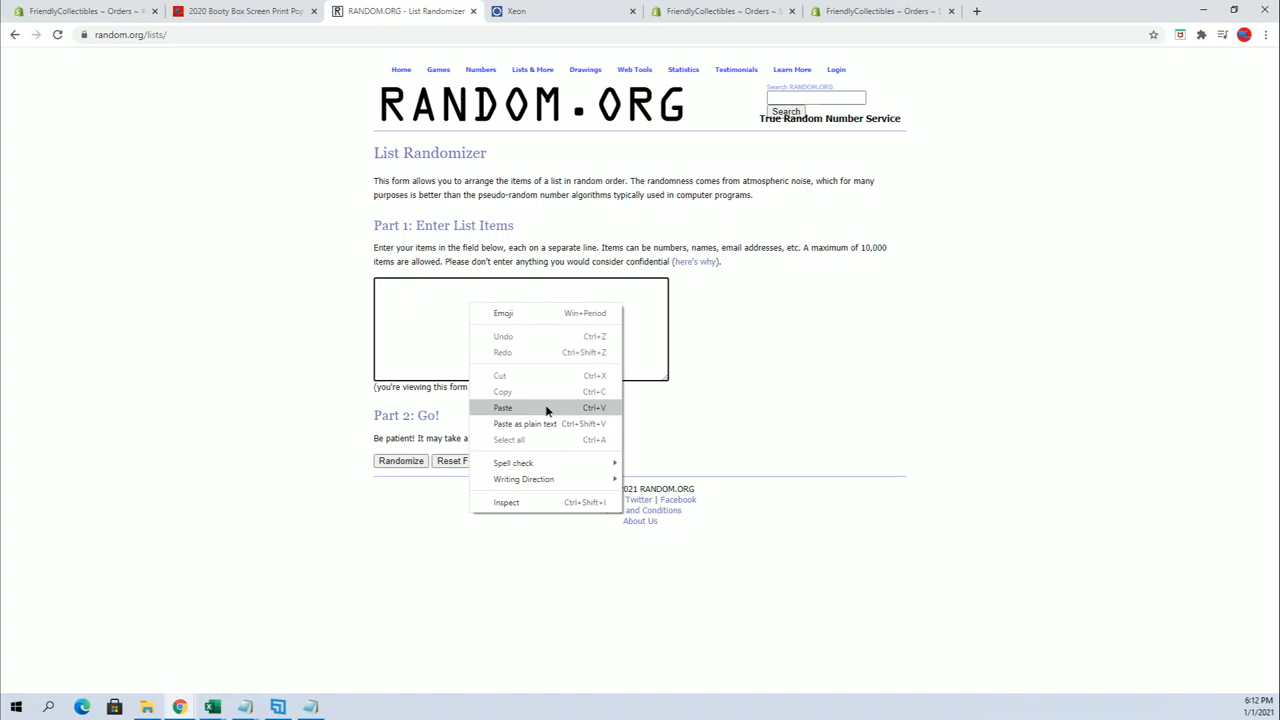 FriendlyCollectibles ~ Orders ~ A
2020 Booty Box Screen Print Pop
RANDOM.ORG - List Randomizer
Xeon
FriendlyCollectibles ~ Orders ~ S
FriendlyCollectibles ~ Orders ~ S
random.org/lists/
Home Games Numbers Lists & More Drawings Web Tools Statistics Testimonials Learn More Login
Search RANDOM.ORG
RANDOM.ORG
Search
True Random Number Service
List Randomizer
This form allows you to arrange the items of a list in random order. The randomness comes from atmospheric noise, which for many
purposes is better than the pseudo-random number algorithms typically used in computer programs.
Part 1: Enter List Items
Enter your items in the field below, each on a separate line. Items can be numbers, names, email addresses, etc. A maximum of 10,000
items are allowed. Please don't enter anything you would consider confidential (here's why).
Emoji Win+Period
Undo Ctrl+Z
Redo Ctrl+Shift+Z
Cut Ctrl+X
Copy Ctrl+C
Paste Ctrl+V
Paste as plain text Ctrl+Shift+V
Select all Ctrl+A
Spell check
Writing Direction
Inspect Ctrl+Shift+I
(you're viewing this form
Part 2: Go!
Be patient! It may take a
Randomize Reset F
2021 RANDOM.ORG
Twitter | Facebook
and Conditions
About Us
6:12 PM
1/1/2021